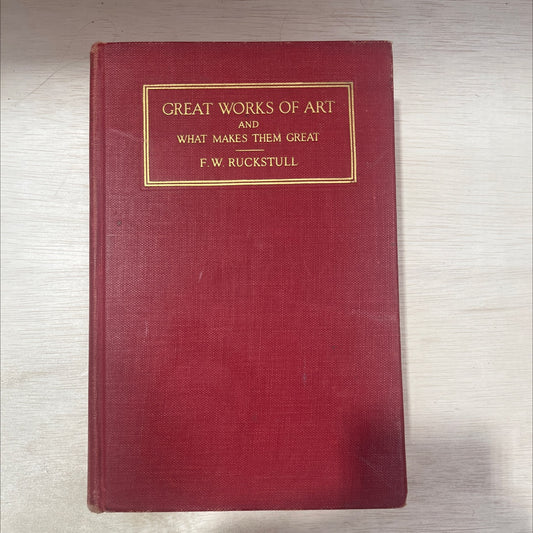 GREAT WORKS OF ART
AND
WHAT MAKES THEM GREAT
F. W. RUCKSTULL